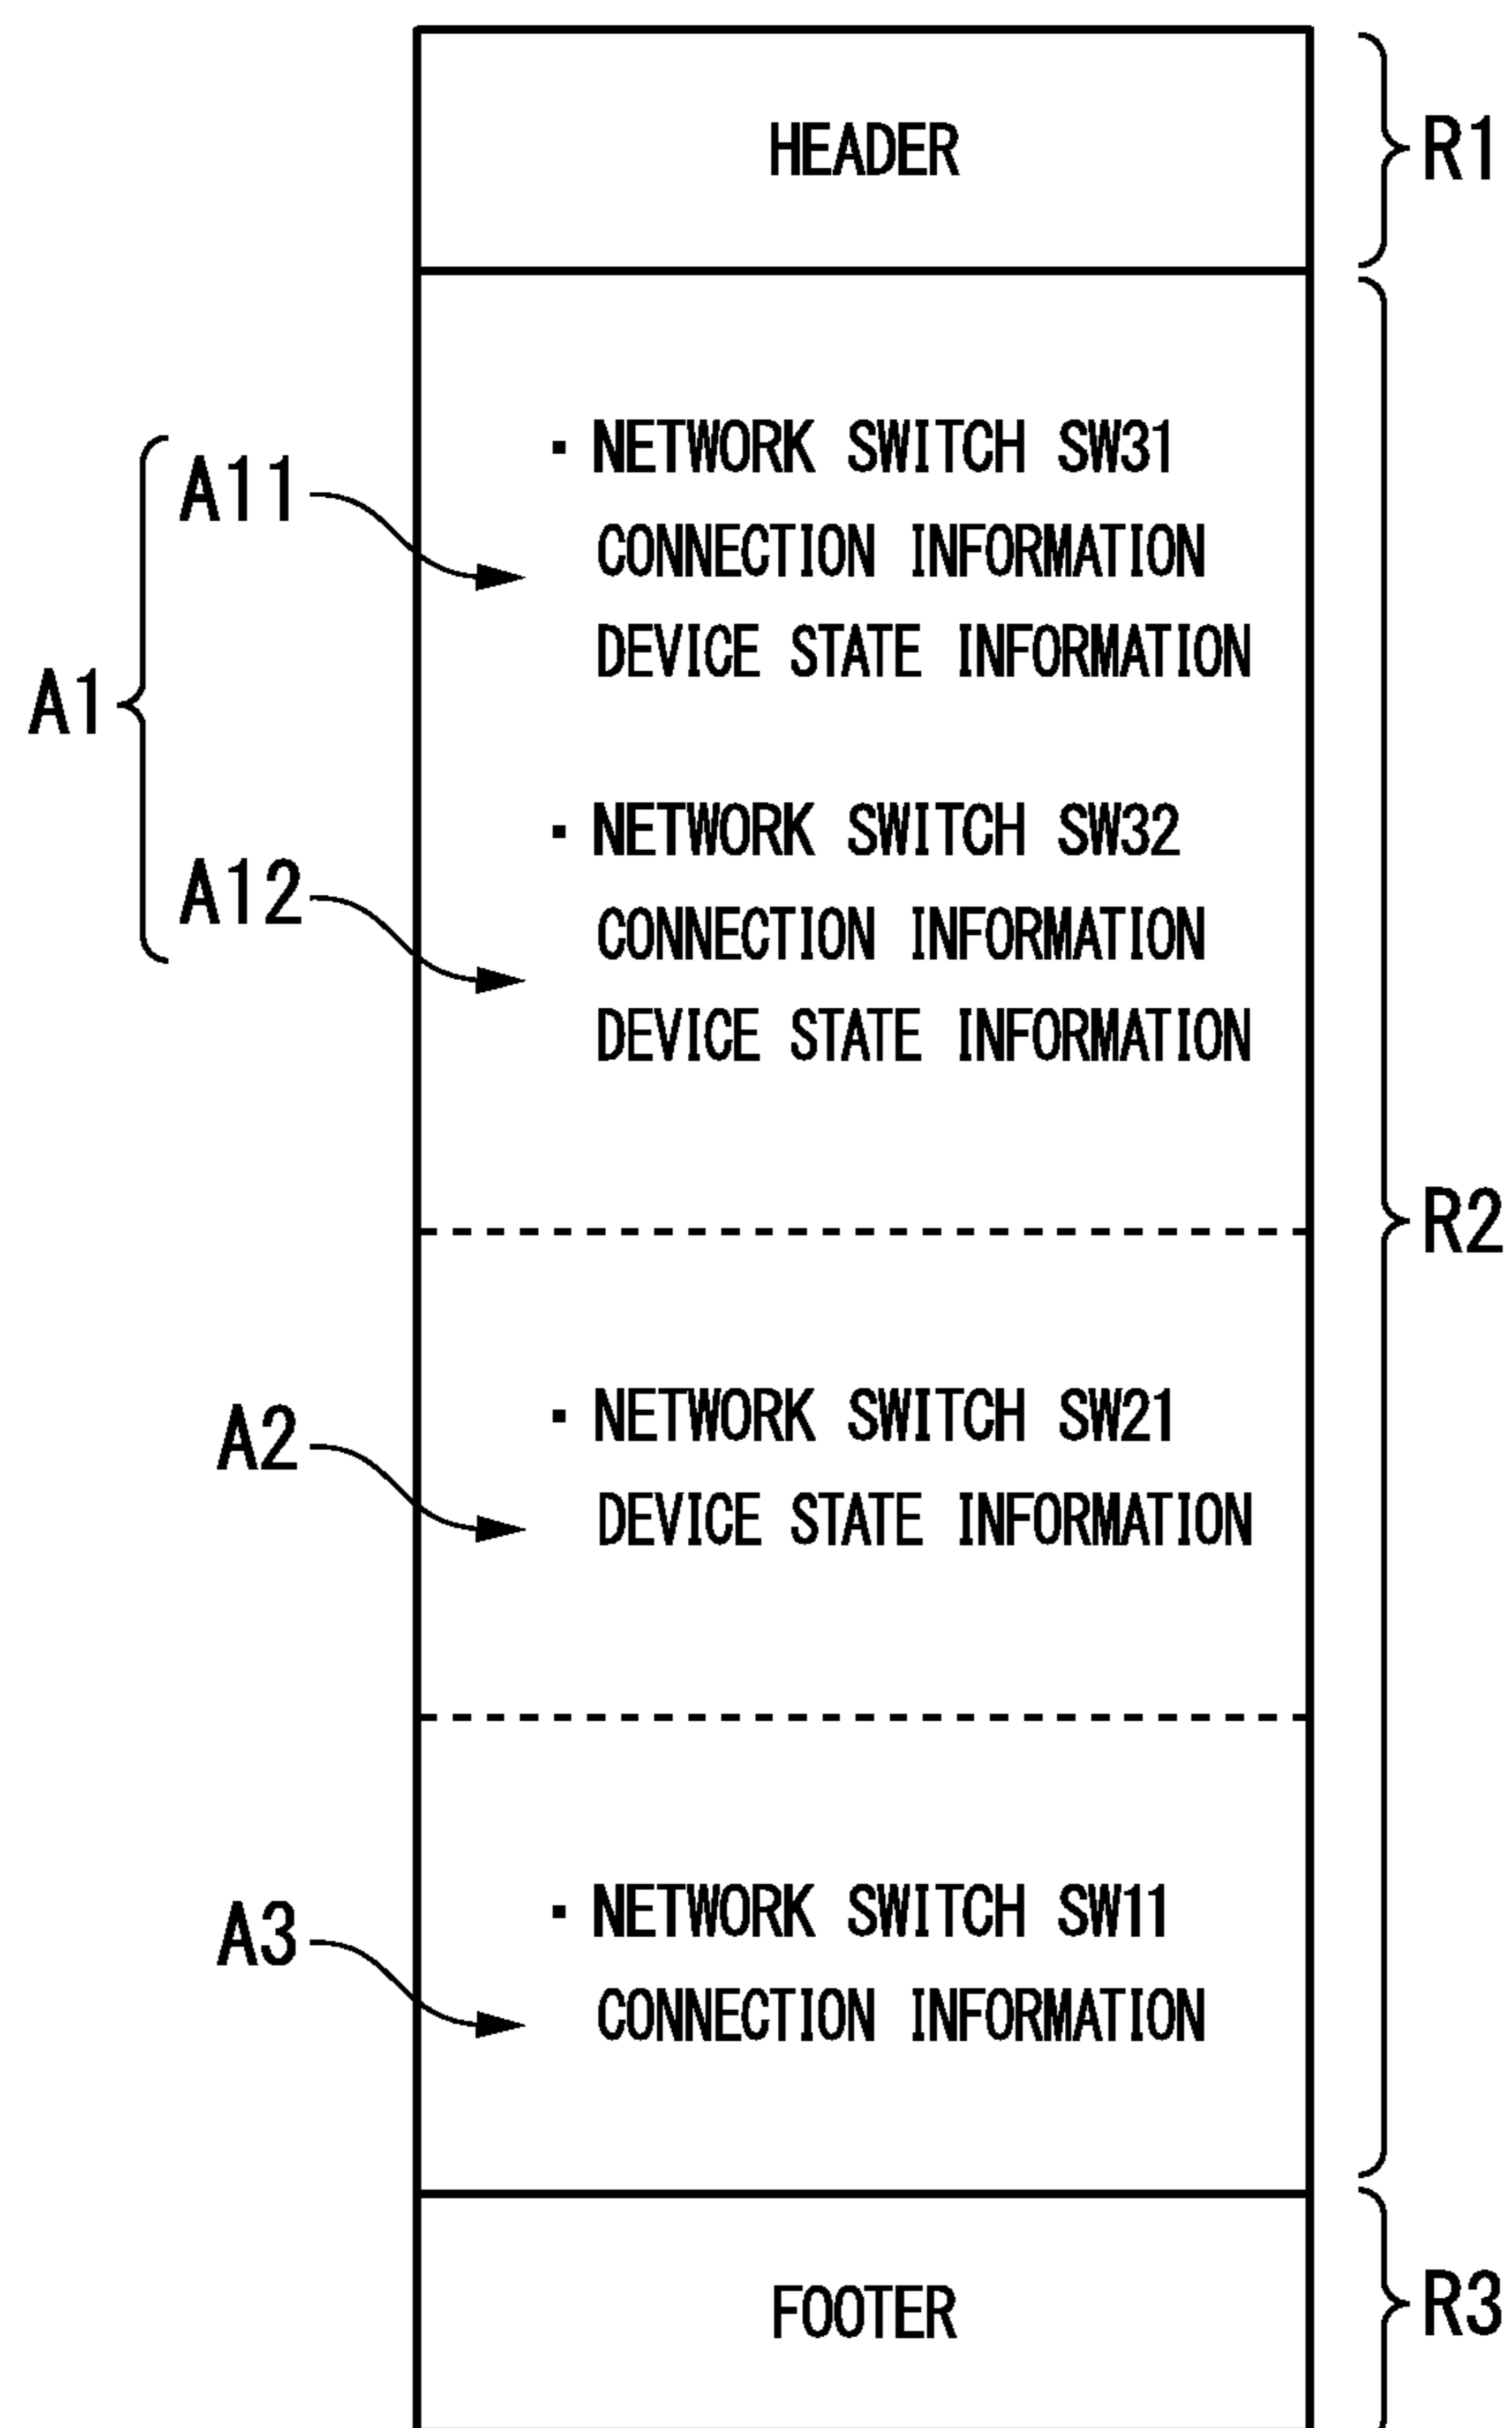 HEADER
R1
· NETWORK SWITCH SW31
A11
CONNECTION INFORMATION
DEVICE STATE INFORMATION
A1
· NETWORK SWITCH SW32
A12
CONNECTION INFORMATION
DEVICE STATE INFORMATION
R2
· NETWORK SWITCH SW21
A2
DEVICE STATE INFORMATION
· NETWORK SWITCH SW11
A3
CONNECTION INFORMATION
FOOTER
R3